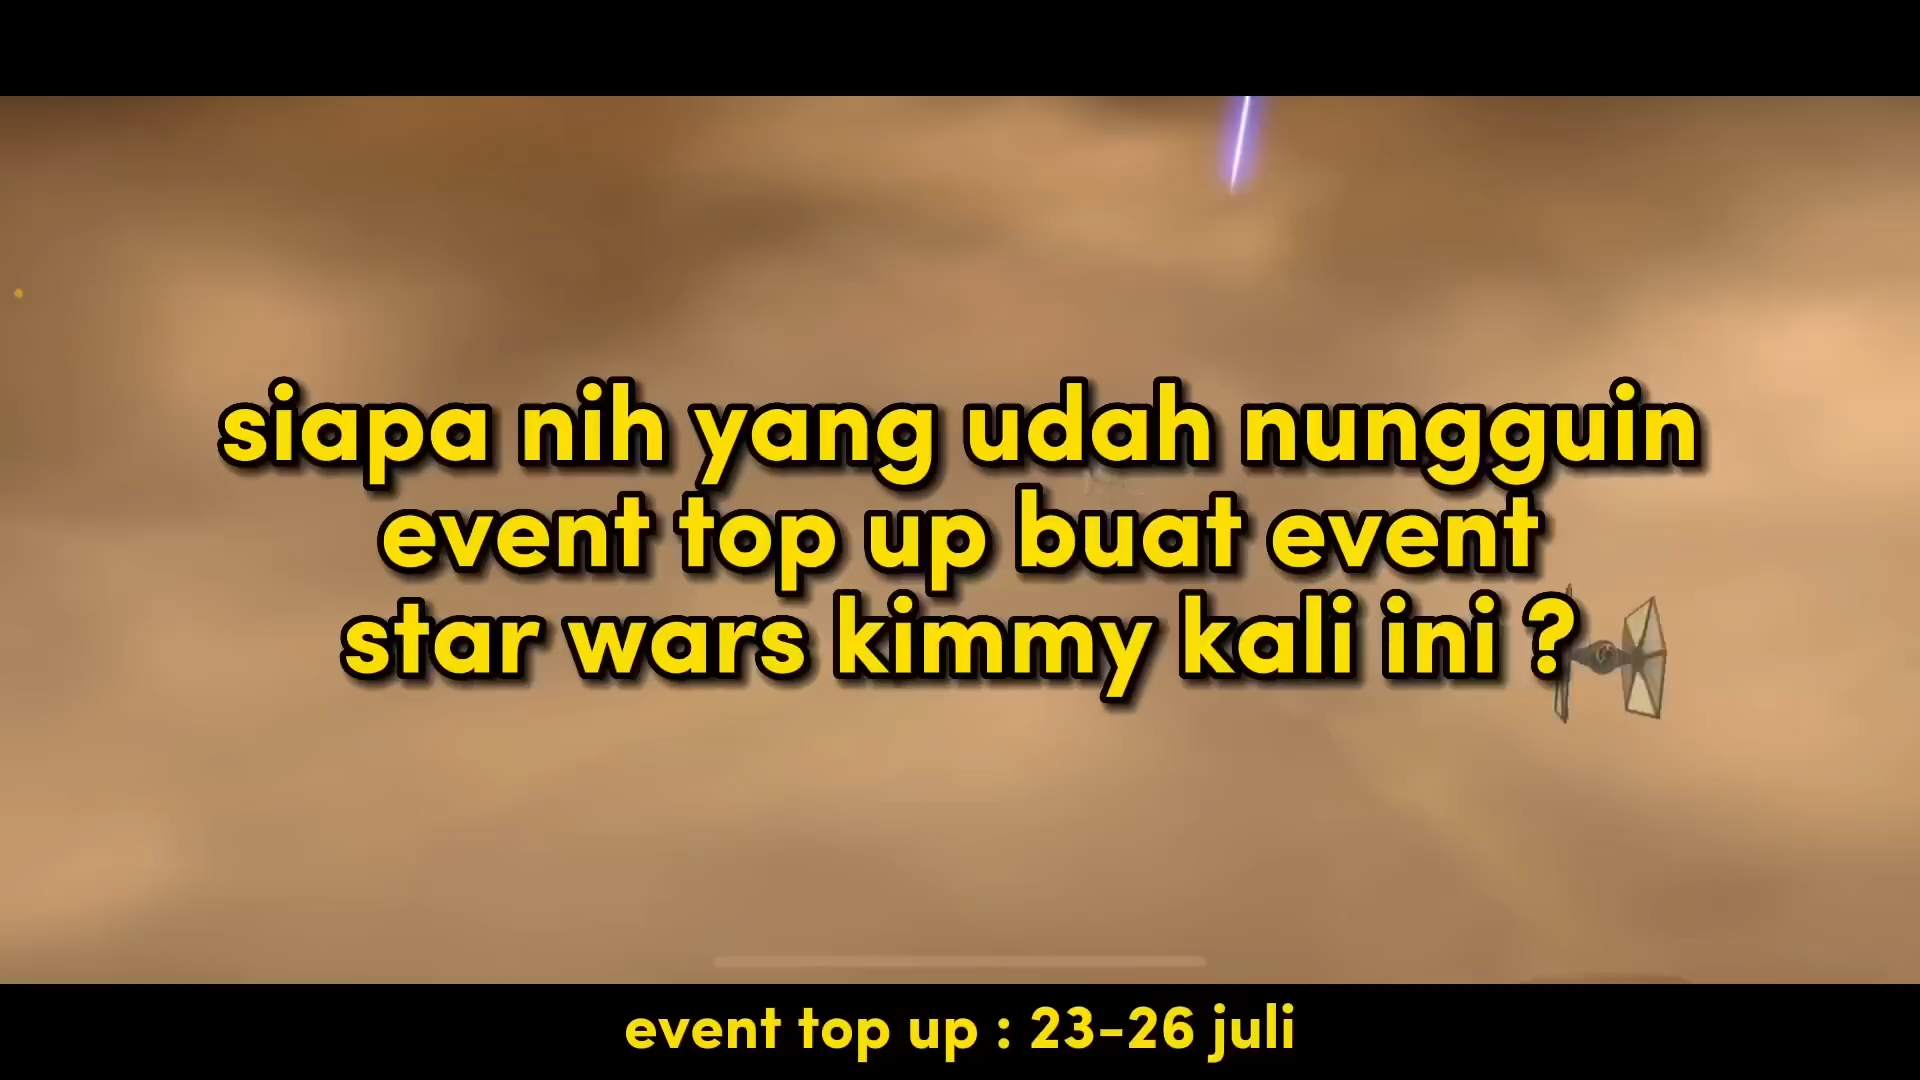 siapa nih yang udah nungguin
event top up buat event
star wars kimmy kali ini ?
event top up : 23-26 juli